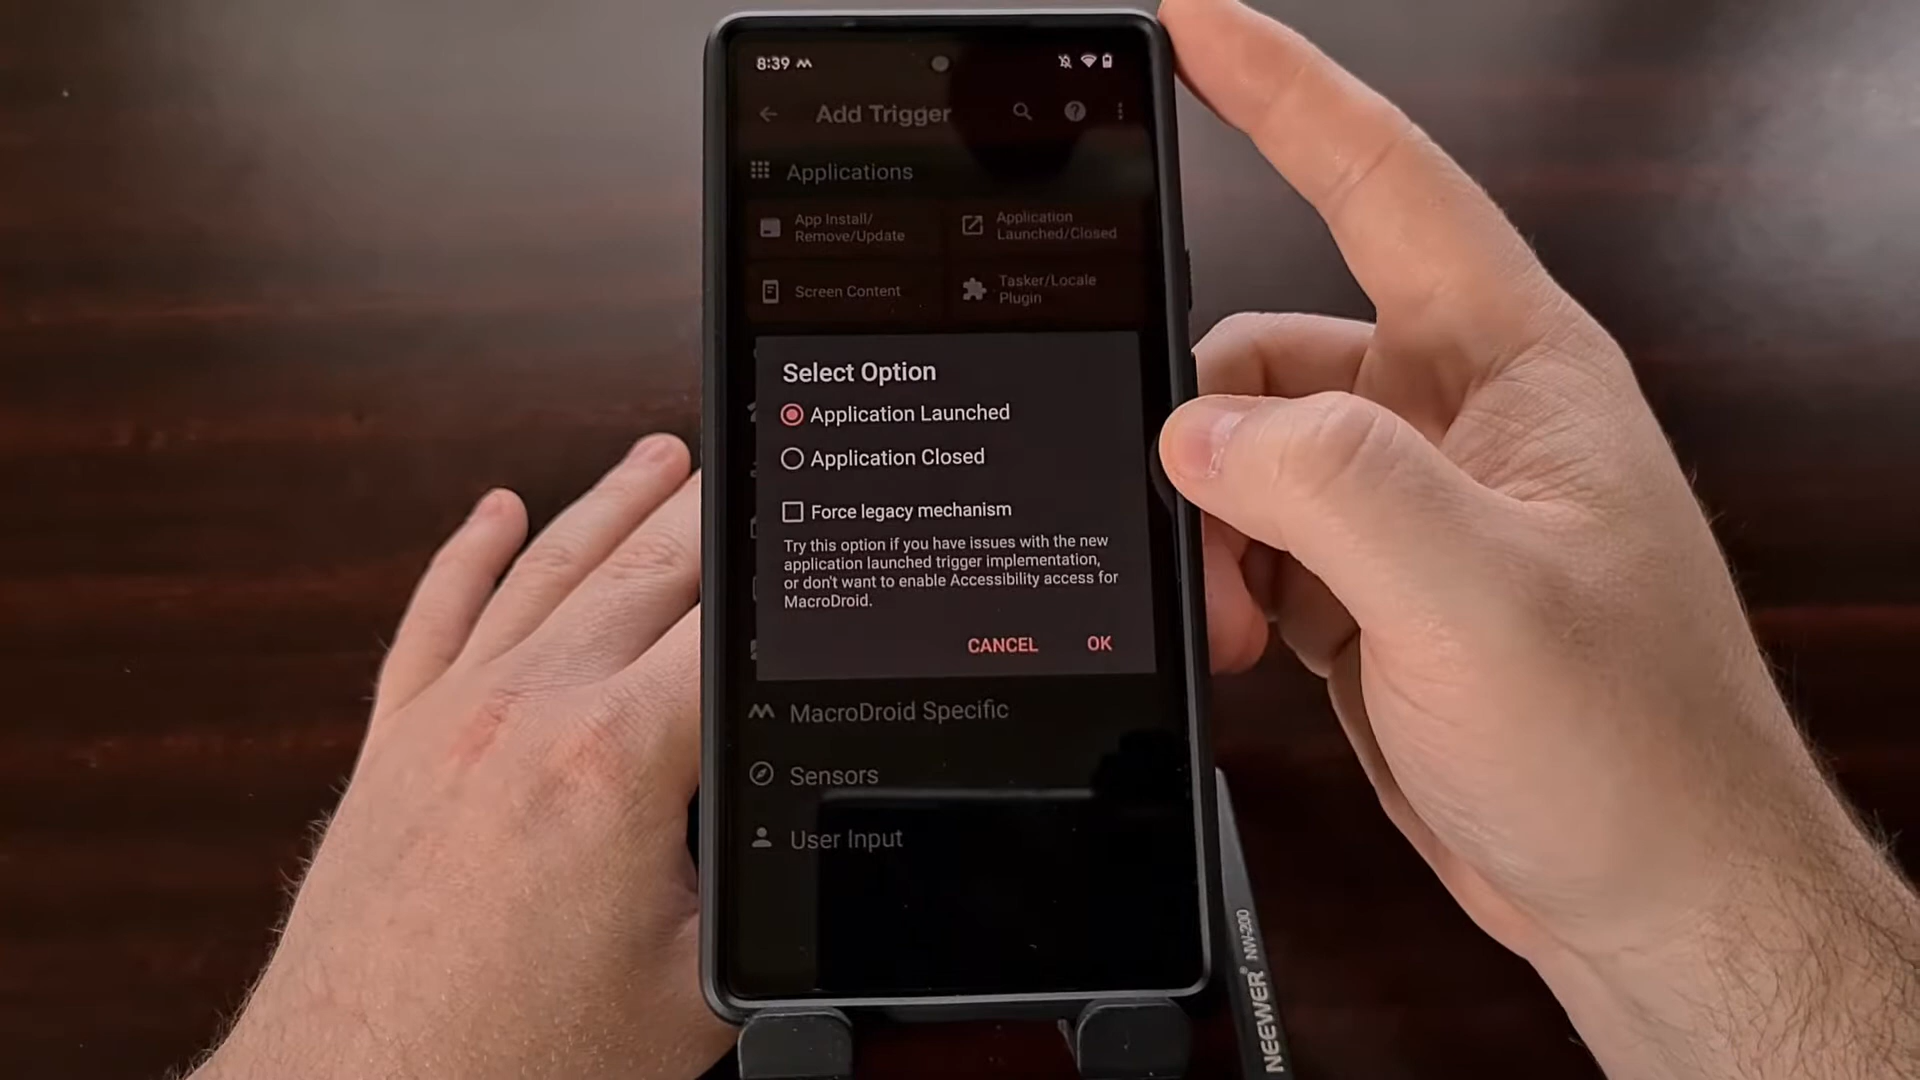 8:39
Add Trigger
Applications
App Install/
Remove/Update
Application
Launched/Closed
Screen Content
Tasker/Locale
Plugin
Select Option
Application Launched
Application Closed
Force legacy mechanism
Try this option if you have issues with the new
application launched trigger implementation,
or don't want to enable Accessibility access for
MacroDroid.
CANCEL
OK
MacroDroid Specific
Sensors
User Input
NEEWER® NW-200